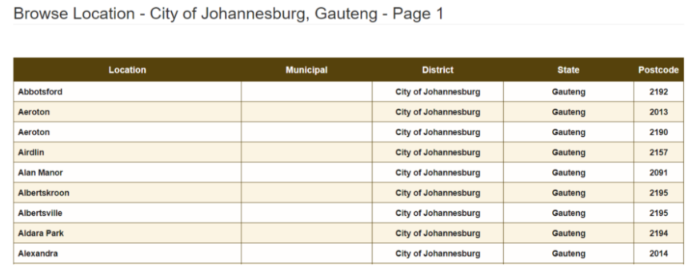 Browse Location - City of Johannesburg, Gauteng - Page 1
Location Municipal District State Postcode
Abbotsford City of Johannesburg Gauteng 2192
Aeroton City of Johannesburg Gauteng 2013
Aeroton City of Johannesburg Gauteng 2190
Airdlin City of Johannesburg Gauteng 2157
Alan Manor City of Johannesburg Gauteng 2091
Albertskroon City of Johannesburg Gauteng 2195
Albertsville City of Johannesburg Gauteng 2195
Aldara Park City of Johannesburg Gauteng 2194
Alexandra City of Johannesburg Gauteng 2014